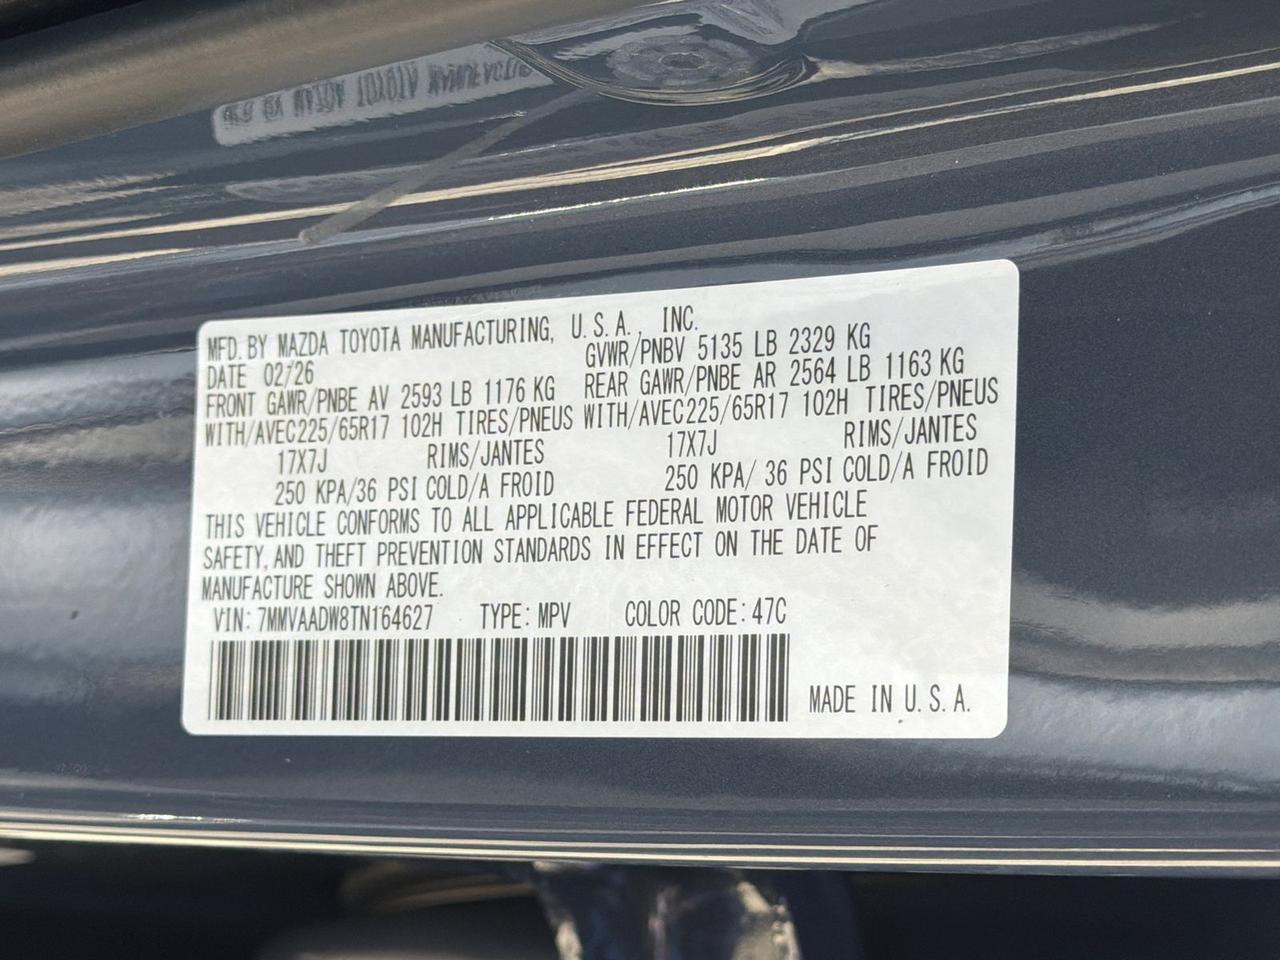 MFD. BY MAZDA TOYOTA MANUFACTURING, U.S.A., INC.
DATE 02/26 GVWR/PNBV 5135 LB 2329 KG
FRONT GAWR/PNBE AV 2593 LB 1176 KG REAR GAWR/PNBE AR 2564 LB 1163 KG
WITH/AVEC225/65R17 102H TIRES/PNEUS WITH/AVEC225/65R17 102H TIRES/PNEUS
17X7J RIMS/JANTES 17X7J RIMS/JANTES
250 KPA/36 PSI COLD/A FROID 250 KPA/ 36 PSI COLD/A FROID
THIS VEHICLE CONFORMS TO ALL APPLICABLE FEDERAL MOTOR VEHICLE
SAFETY, AND THEFT PREVENTION STANDARDS IN EFFECT ON THE DATE OF
MANUFACTURE SHOWN ABOVE.
VIN: 7MMVAADW8TN164627 TYPE: MPV COLOR CODE: 47C
MADE IN U.S.A.